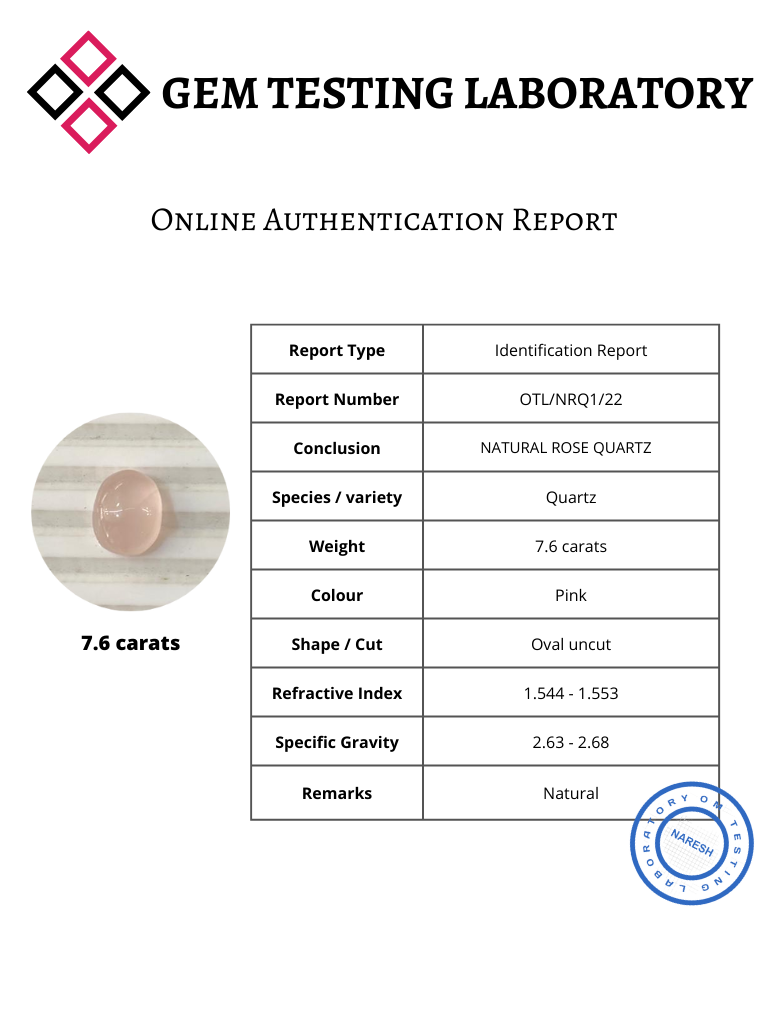 GEM TESTING LABORATORY
Online Authentication Report
Report Type Identification Report
Report Number OTL/NRQ1/22
Conclusion NATURAL ROSE QUARTZ
Species / variety Quartz
Weight 7.6 carats
Colour Pink
Shape / Cut Oval uncut
7.6 carats
Refractive Index 1.544 - 1.553
Specific Gravity 2.63 - 2.68
Remarks Natural
OM TESTING LABORATORY
NARESH